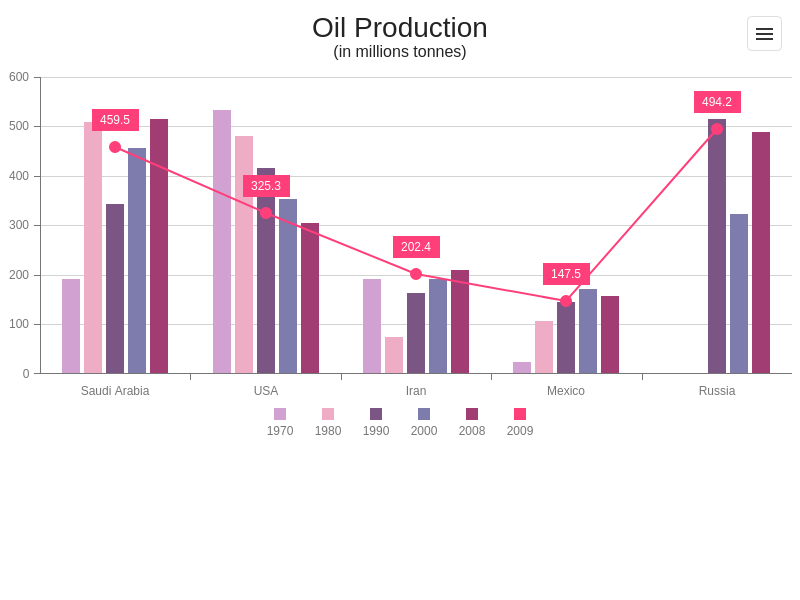 Oil Production
(in millions tonnes)
600
500
400
300
200
100
0
459.5
325.3
202.4
147.5
494.2
Saudi Arabia
USA
Iran
Mexico
Russia
1970
1980
1990
2000
2008
2009